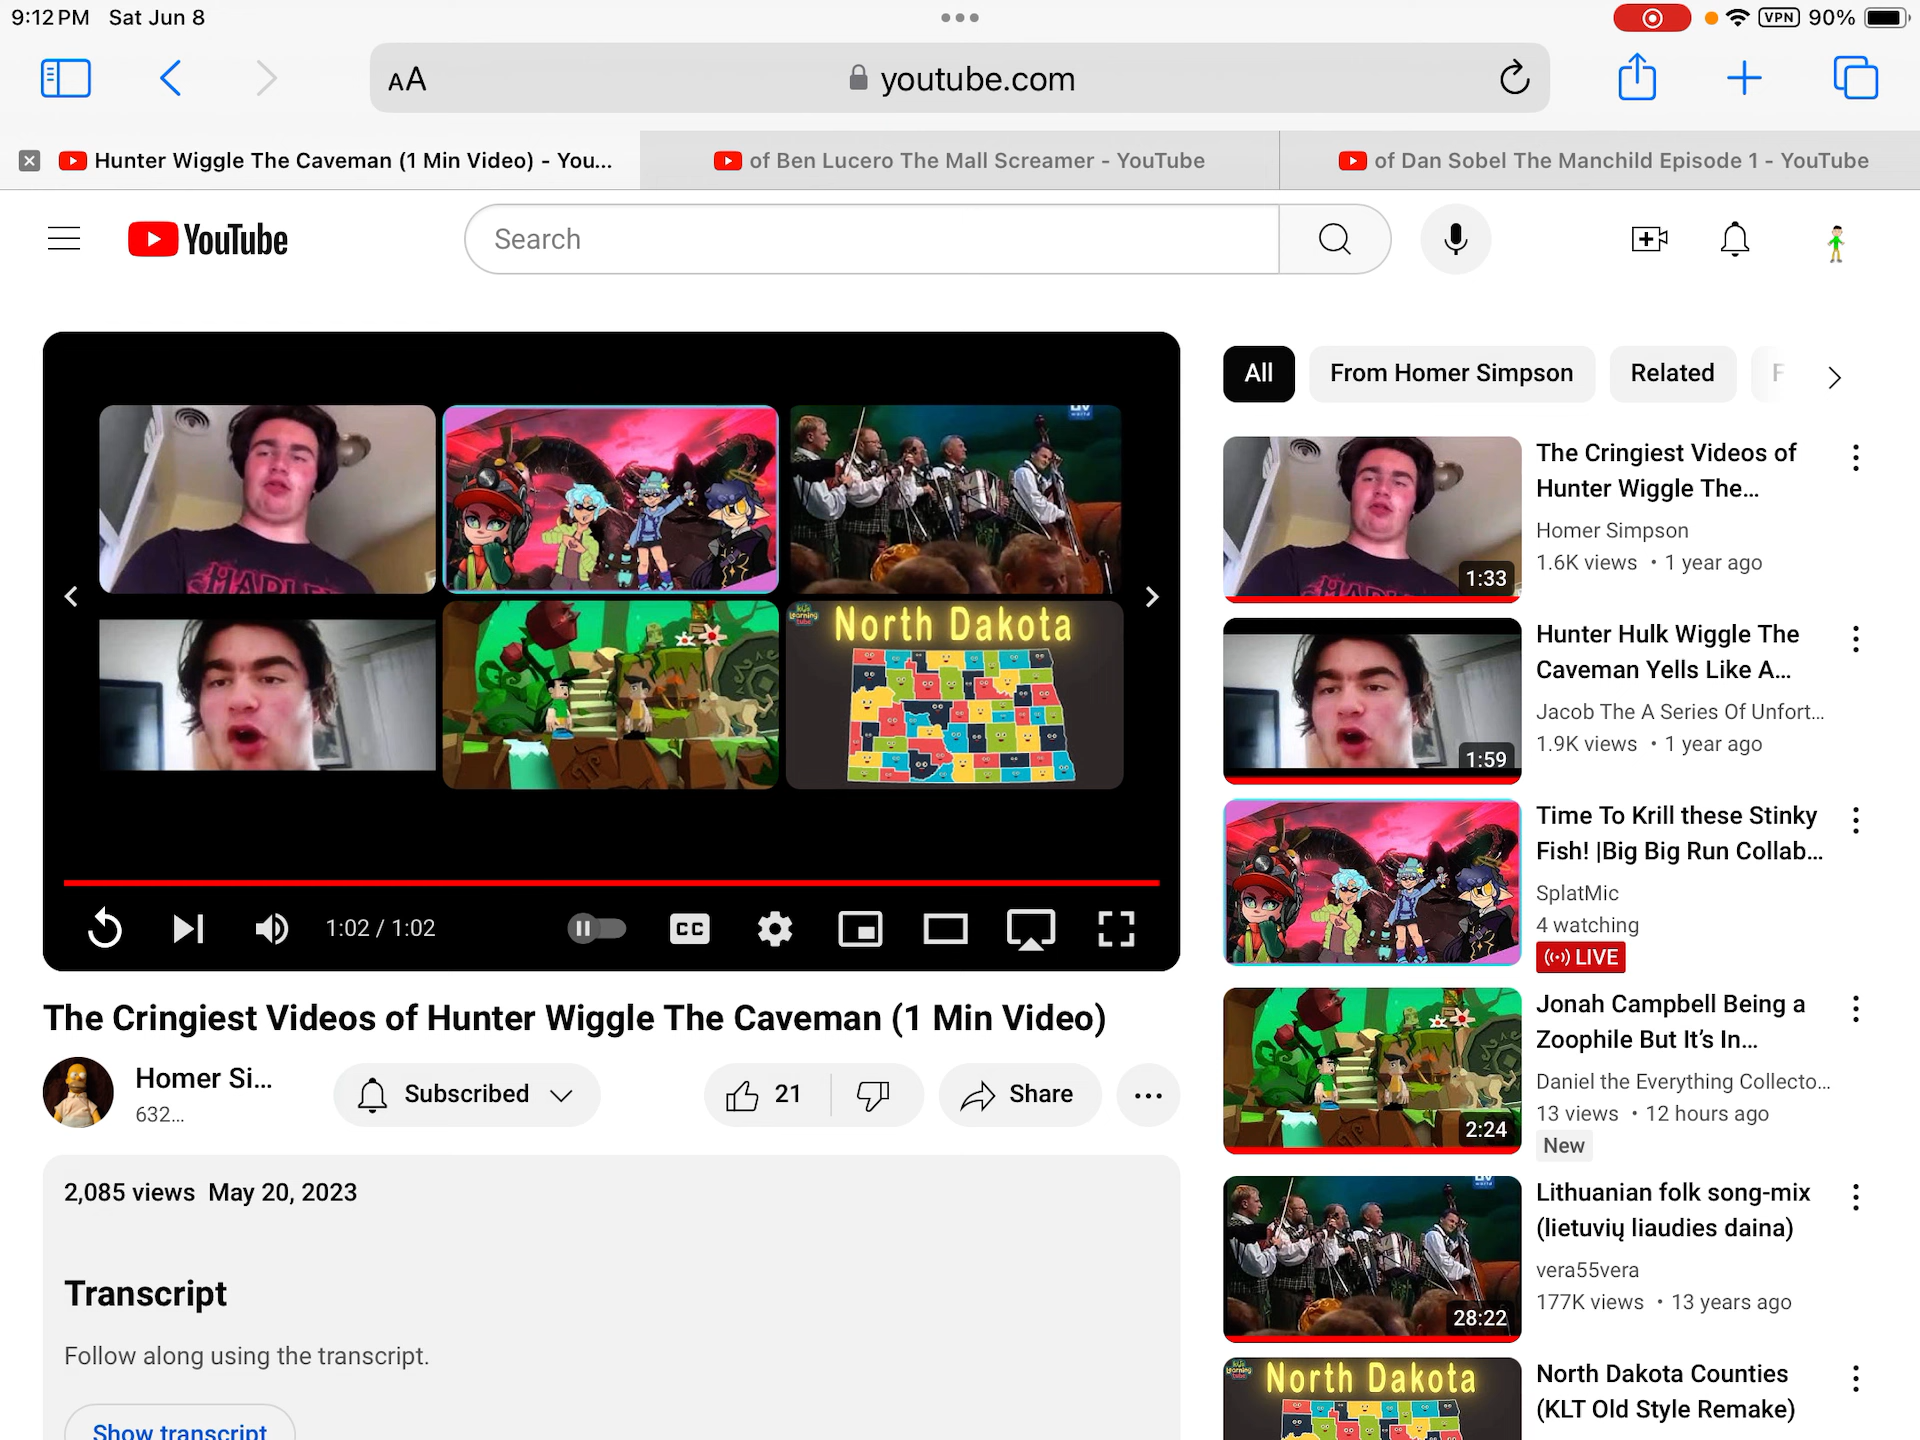 9:12 PM Sat Jun 8
VPN 90%
AA youtube.com
Hunter Wiggle The Caveman (1 Min Video) - You...
of Ben Lucero The Mall Screamer - YouTube
of Dan Sobel The Manchild Episode 1 - YouTube
YouTube
Search
All
From Homer Simpson
Related
F
North Dakota
1:02 / 1:02
CC
The Cringiest Videos of Hunter Wiggle The Caveman (1 Min Video)
Homer Si...
632...
Subscribed
21
Share
2,085 views May 20, 2023
Transcript
Follow along using the transcript.
Show transcript
1:33
The Cringiest Videos of
Hunter Wiggle The...
Homer Simpson
1.6K views • 1 year ago
1:59
Hunter Hulk Wiggle The
Caveman Yells Like A...
Jacob The A Series Of Unfort...
1.9K views • 1 year ago
Time To Krill these Stinky
Fish! |Big Big Run Collab...
SplatMic
4 watching
LIVE
2:24
Jonah Campbell Being a
Zoophile But It's In...
Daniel the Everything Collecto...
13 views • 12 hours ago
New
28:22
Lithuanian folk song-mix
(lietuvių liaudies daina)
vera55vera
177K views • 13 years ago
North Dakota
North Dakota Counties
(KLT Old Style Remake)